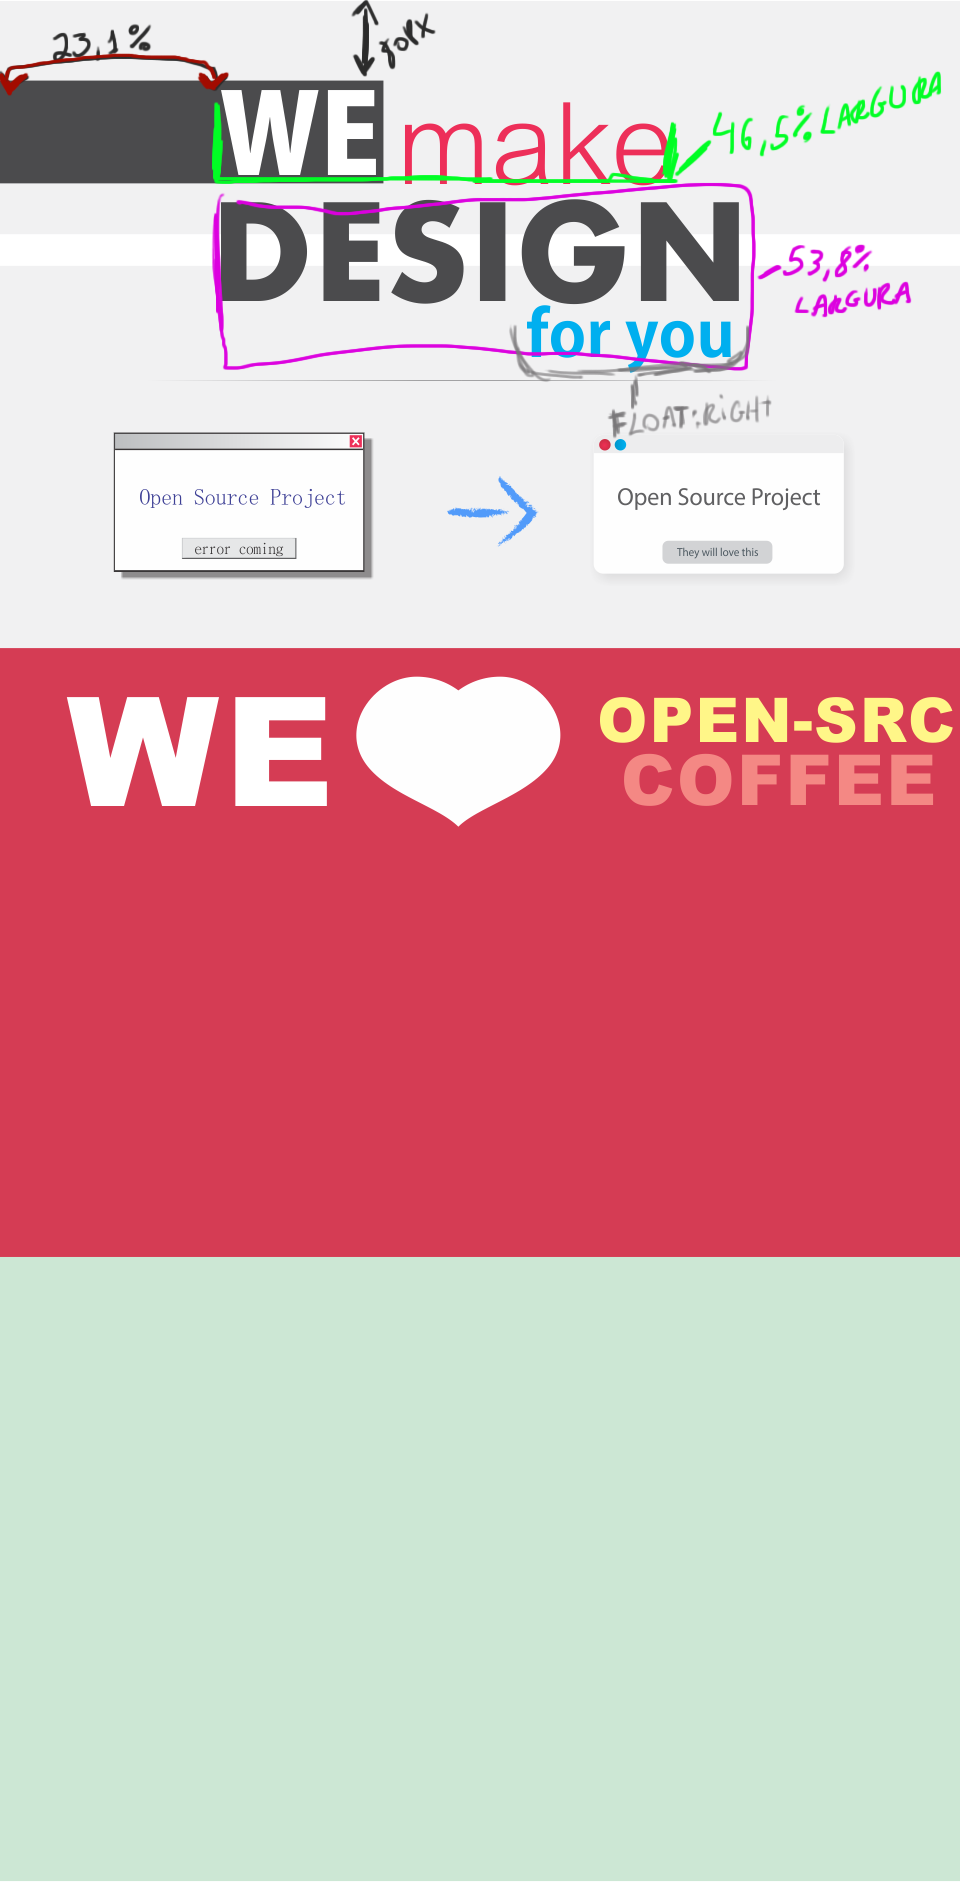 23,1%
80PX
WE make
46,5% LARGURA
DESIGN
53,8%
LARGURA
for you
FLOAT:RIGHT
Open Source Project
error coming
Open Source Project
They will love this
WE
OPEN-SRC
COFFEE